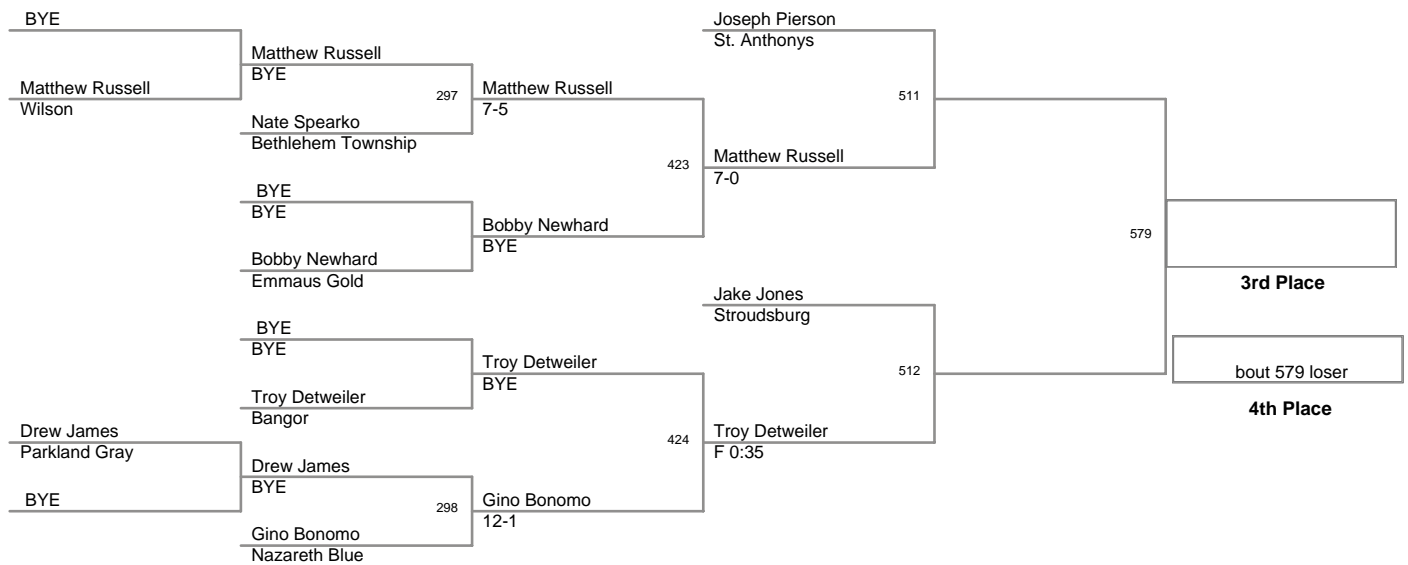 BYE
Matthew Russell
Wilson
Matthew Russell
BYE
Nate Spearko
Bethlehem Township
297
Matthew Russell
7-5
BYE
BYE
Bobby Newhard
Emmaus Gold
Bobby Newhard
BYE
423
Matthew Russell
7-0
Joseph Pierson
St. Anthonys
511
BYE
BYE
Troy Detweiler
Bangor
Troy Detweiler
BYE
Drew James
Parkland Gray
BYE
Drew James
BYE
Gino Bonomo
Nazareth Blue
298
Gino Bonomo
12-1
424
Troy Detweiler
F 0:35
Jake Jones
Stroudsburg
512
579
3rd Place
bout 579 loser
4th Place